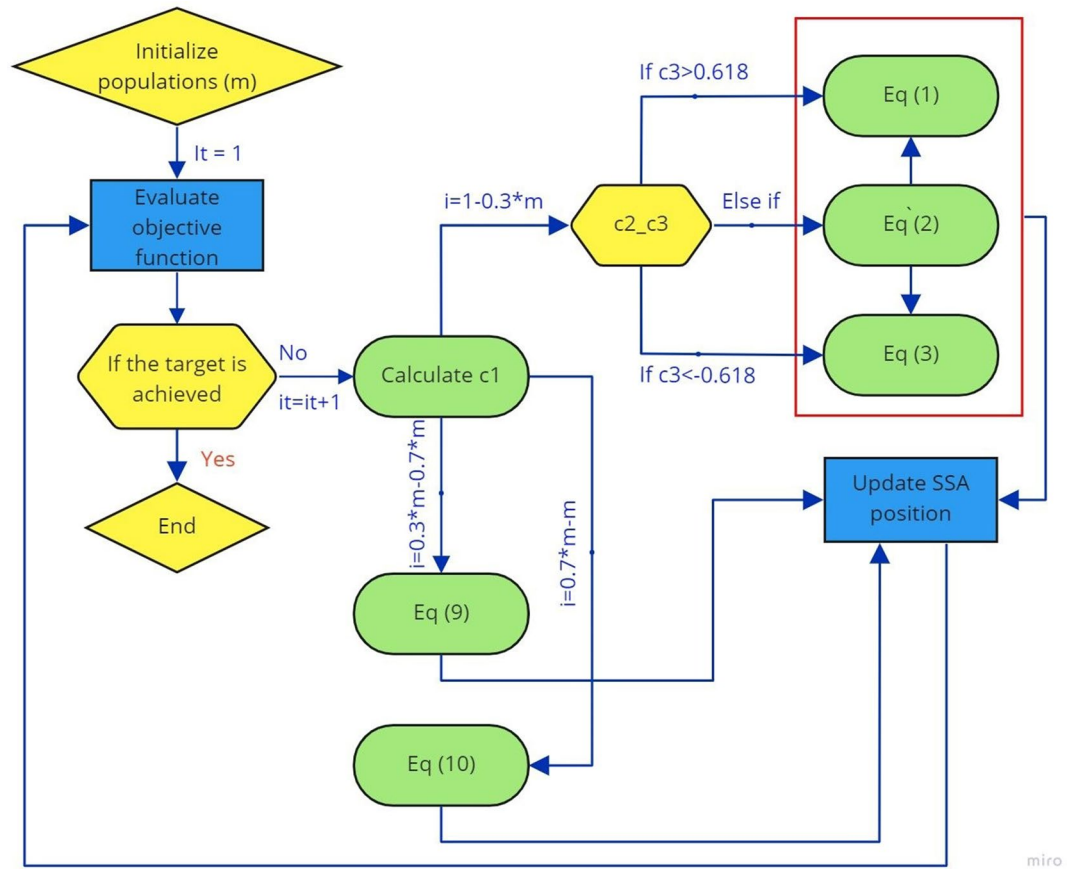 Initialize
populations (m)
It = 1
Evaluate
objective
function
If the target is
achieved
No
it=it+1
Yes
End
Calculate c1
i=1-0.3*m
i=0.3*m-0.7*m
i=0.7*m-m
c2_c3
If c3>0.618
Else if
If c3<-0.618
Eq (1)
Eq`(2)
Eq (3)
Update SSA
position
Eq (9)
Eq (10)
miro